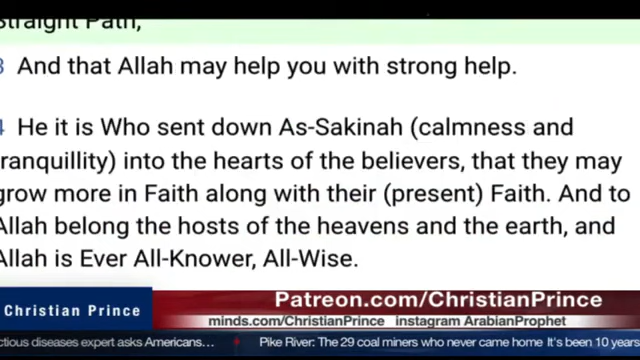 Straight Path,
3 And that Allah may help you with strong help.
4 He it is Who sent down As-Sakinah (calmness and
tranquillity) into the hearts of the believers, that they may
grow more in Faith along with their (present) Faith. And to
Allah belong the hosts of the heavens and the earth, and
Allah is Ever All-Knower, All-Wise.
Christian Prince
Patreon.com/ChristianPrince
minds.com/ChristianPrince instagram ArabianProphet
diseases expert asks Americans... Pike River: The 29 coal miners who never came home It's been 10 years